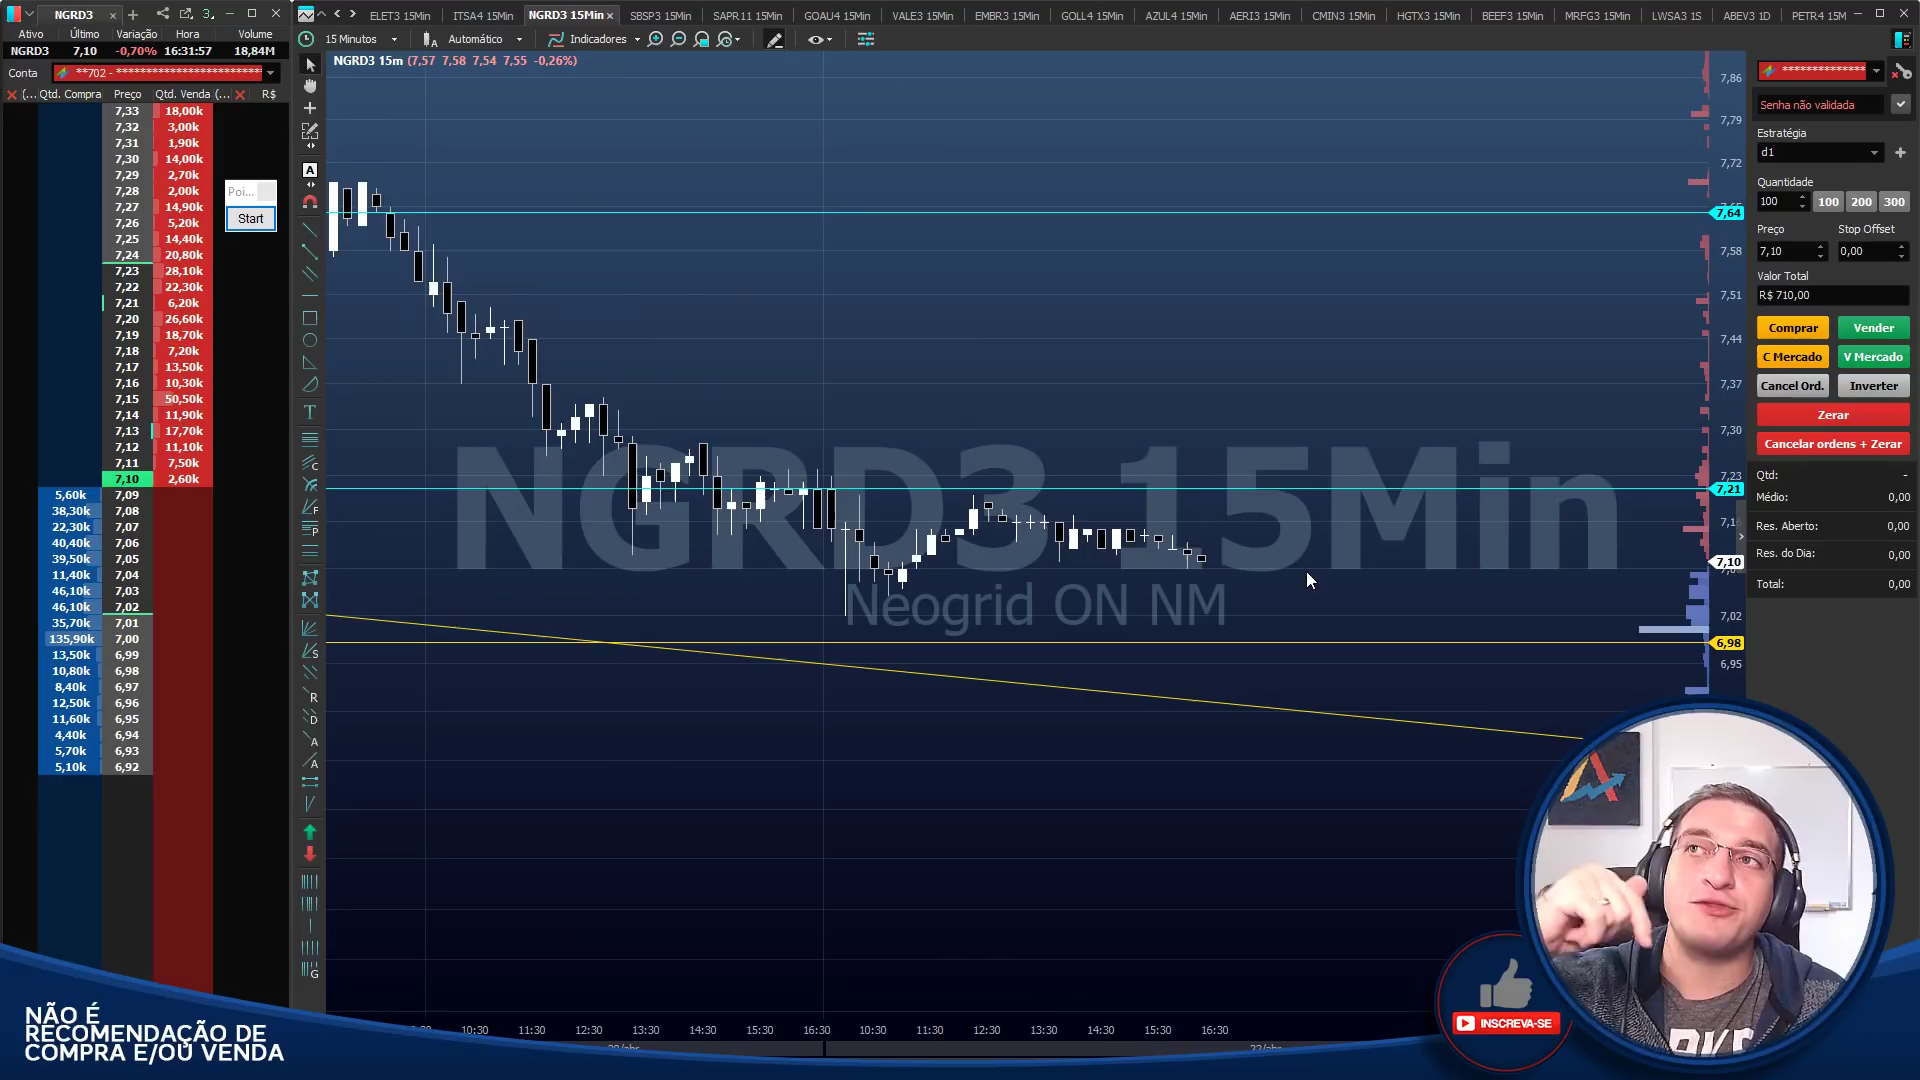 NGRD3
Ativo Último Variação Hora Volume
NGRD3 7,10 -0,70% 16:31:57 18,84M
Conta **702 - **************************
(... Qtd. Compra Preço Qtd. Venda (... R$
7,33 18,00k
7,32 3,00k
7,31 1,90k
7,30 14,00k
7,29 2,70k
7,28 2,00k
7,27 14,90k
7,26 5,20k
7,25 14,40k
7,24 20,80k
7,23 28,10k
7,22 22,30k
7,21 6,20k
7,20 26,60k
7,19 18,70k
7,18 7,20k
7,17 13,50k
7,16 10,30k
7,15 50,50k
7,14 11,90k
7,13 17,70k
7,12 11,10k
7,11 7,50k
7,10 2,60k
5,60k 7,09
38,30k 7,08
22,30k 7,07
40,40k 7,06
39,50k 7,05
11,40k 7,04
46,10k 7,03
46,10k 7,02
35,70k 7,01
135,90k 7,00
13,50k 6,99
10,80k 6,98
8,40k 6,97
12,50k 6,96
11,60k 6,95
4,40k 6,94
5,70k 6,93
5,10k 6,92
Poi...
Start
ELET3 15Min ITSA4 15Min NGRD3 15Min SBSP3 15Min SAPR11 15Min GOAU4 15Min VALE3 15Min EMBR3 15Min GOLL4 15Min AZUL4 15Min AERI3 15Min CMIN3 15Min HGTX3 15Min BEEF3 15Min MRFG3 15Min LWSA3 1S ABEV3 1D PETR4 15M
15 Minutos Automático Indicadores
NGRD3 15m (7,57 7,58 7,54 7,55 -0,26%)
NGRD3 15Min
Neogrid ON NM
7,86
7,79
7,72
7,64
7,58
7,51
7,44
7,37
7,30
7,23
7,21
7,10
7,02
6,98
6,95
10:30 11:30 12:30 13:30 14:30 15:30 16:30 10:30 11:30 12:30 13:30 14:30 15:30 16:30
***************
Senha não validada
Estratégia
d1
Quantidade
100 100 200 300
Preço Stop Offset
7,10 0,00
Valor Total
R$ 710,00
Comprar Vender
C Mercado V Mercado
Cancel Ord. Inverter
Zerar
Cancelar ordens + Zerar
Qtd: -
Médio: 0,00
Res. Aberto: 0,00
Res. do Dia: 0,00
Total: 0,00
NÃO É
RECOMENDAÇÃO DE
COMPRA E/OU VENDA
INSCREVA-SE